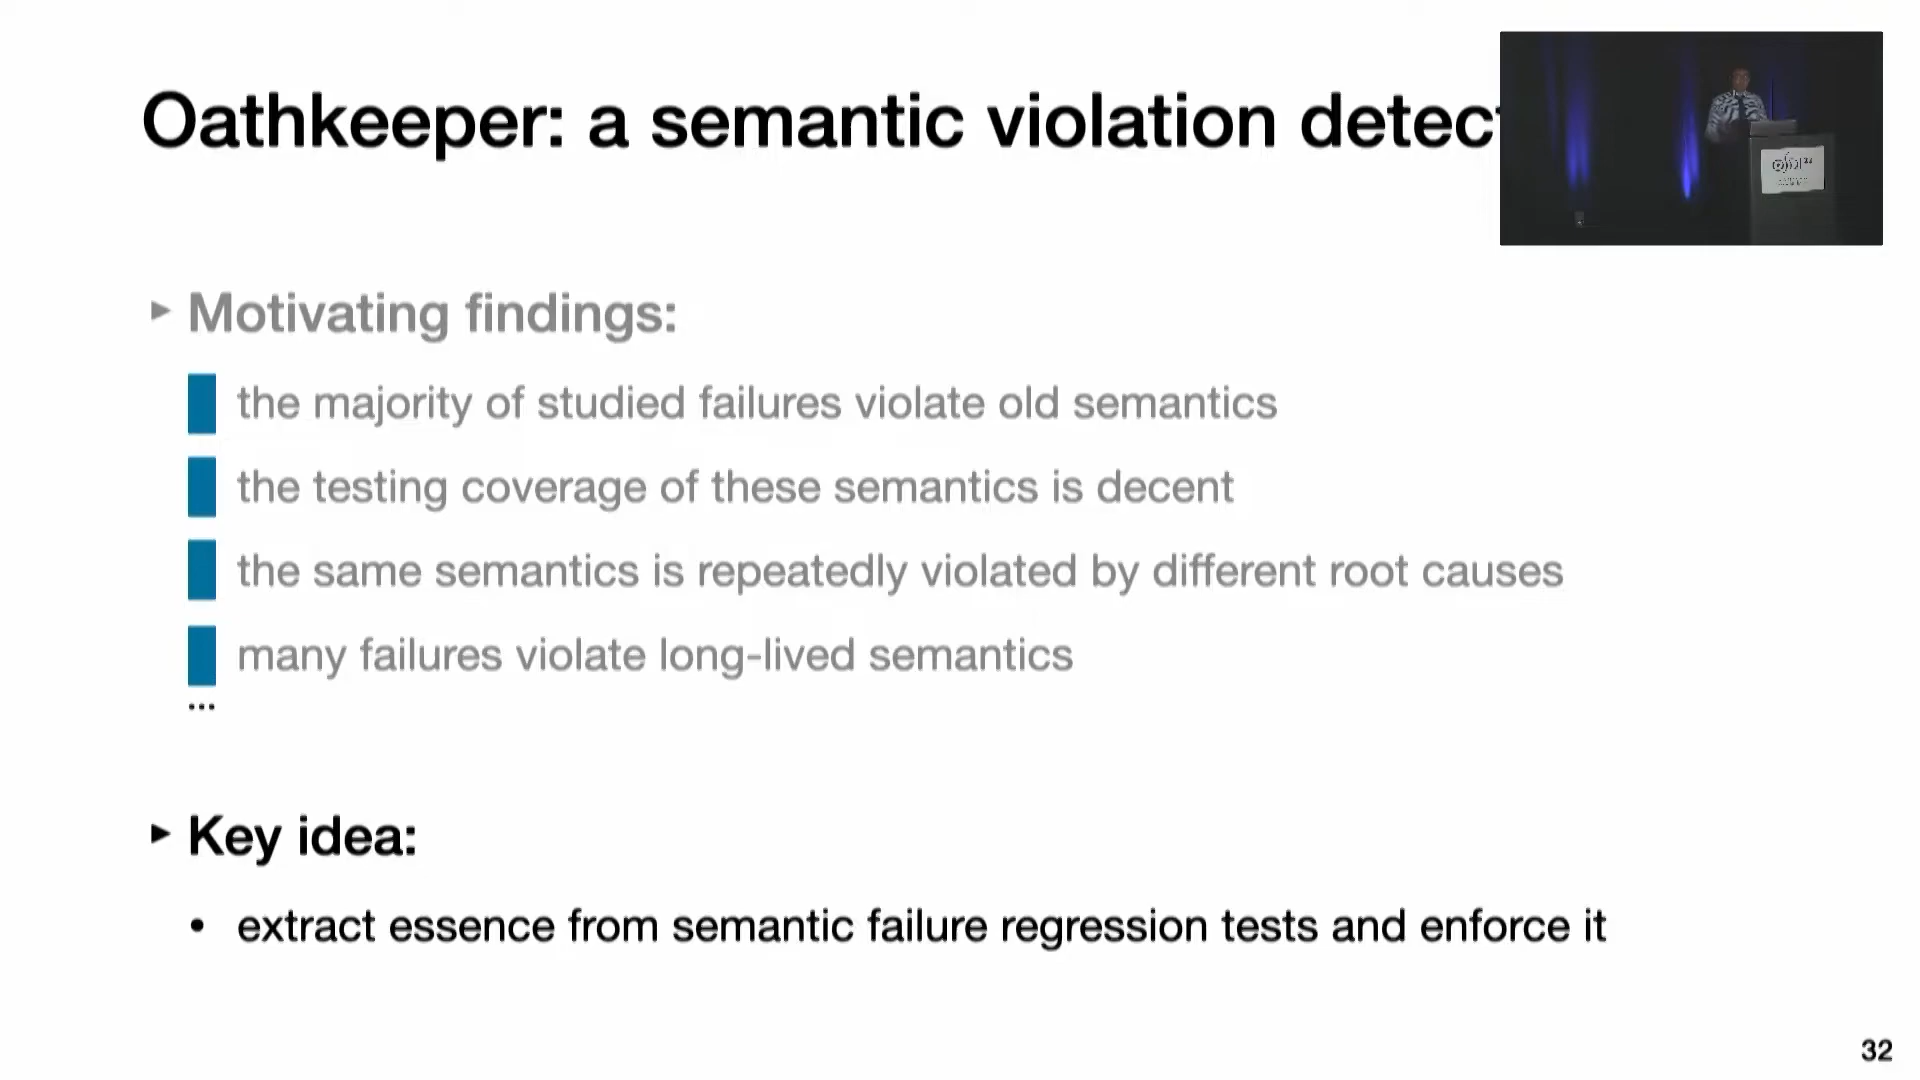 Oathkeeper: a semantic violation detec
▸ Motivating findings:
the majority of studied failures violate old semantics
the testing coverage of these semantics is decent
the same semantics is repeatedly violated by different root causes
many failures violate long-lived semantics
...
▸ Key idea:
• extract essence from semantic failure regression tests and enforce it
32